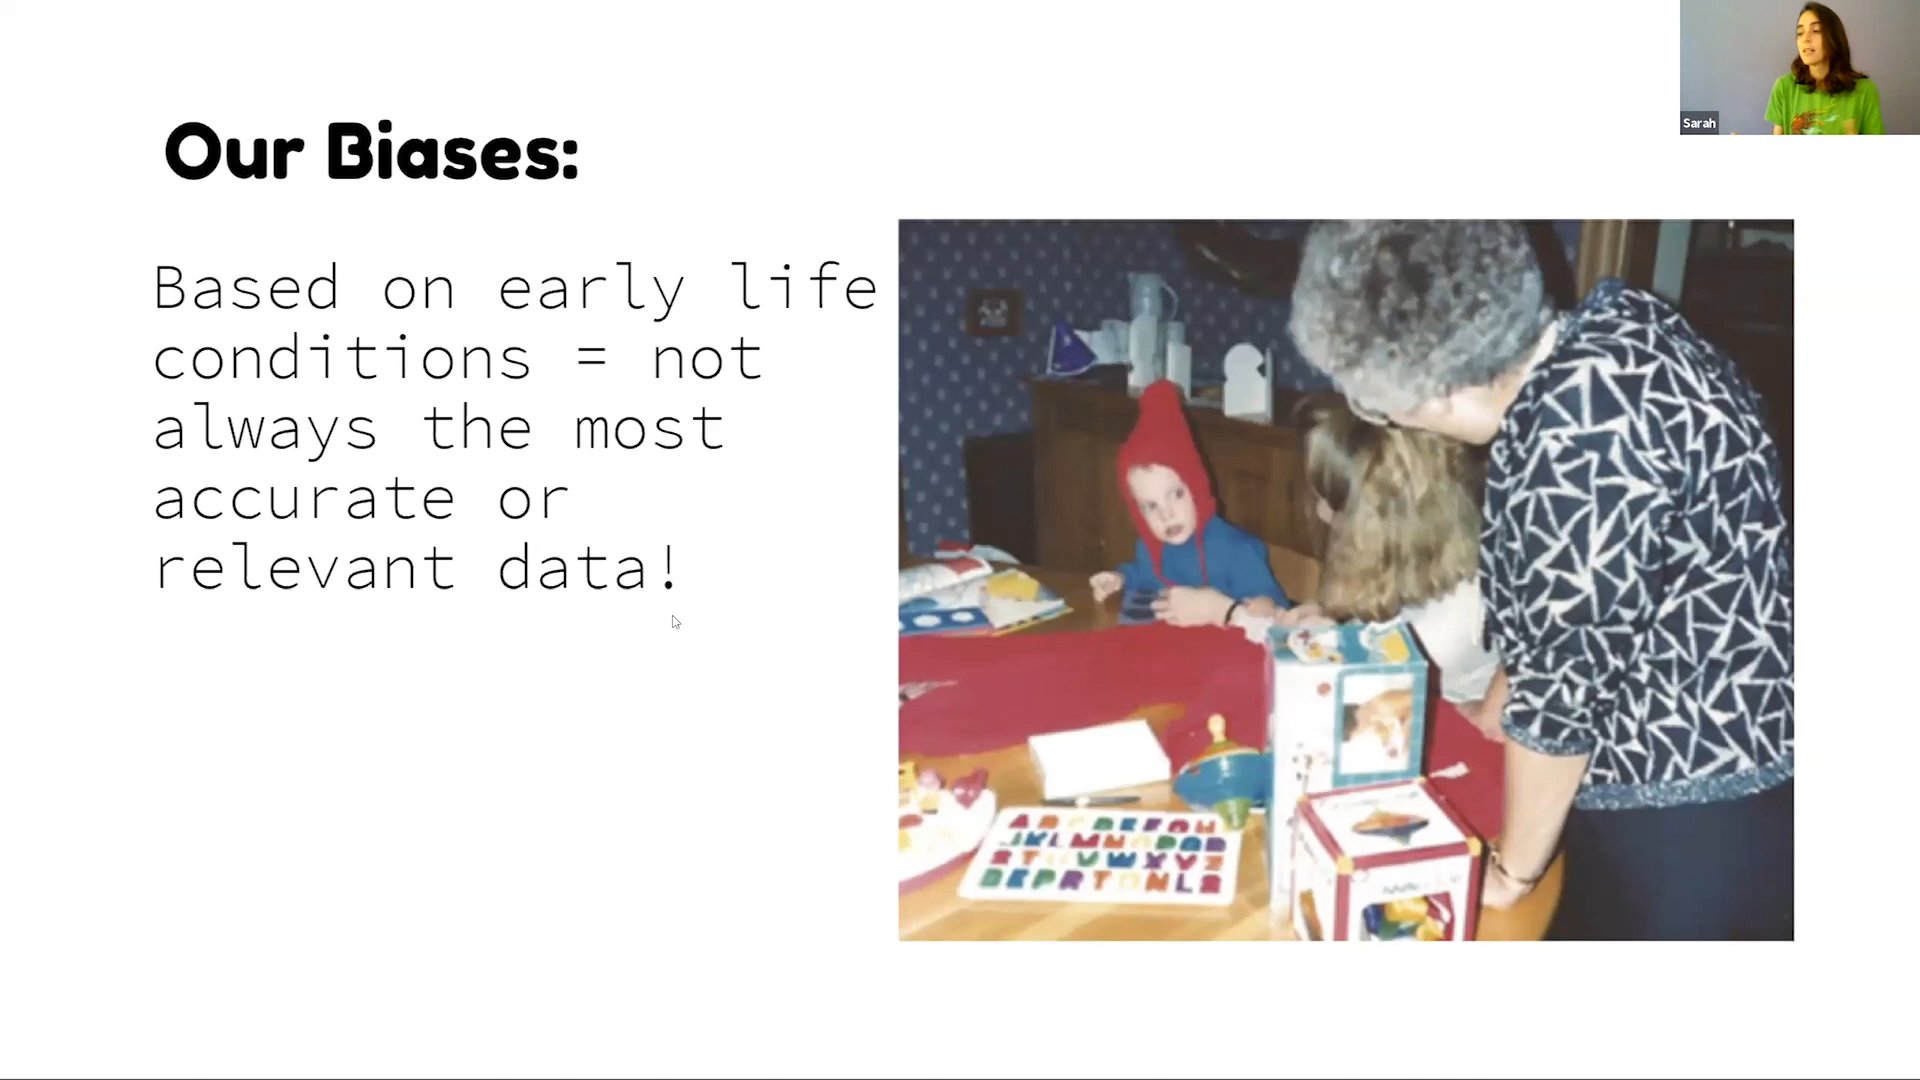 Our Biases:
Based on early life
conditions = not
always the most
accurate or
relevant data!
Sarah